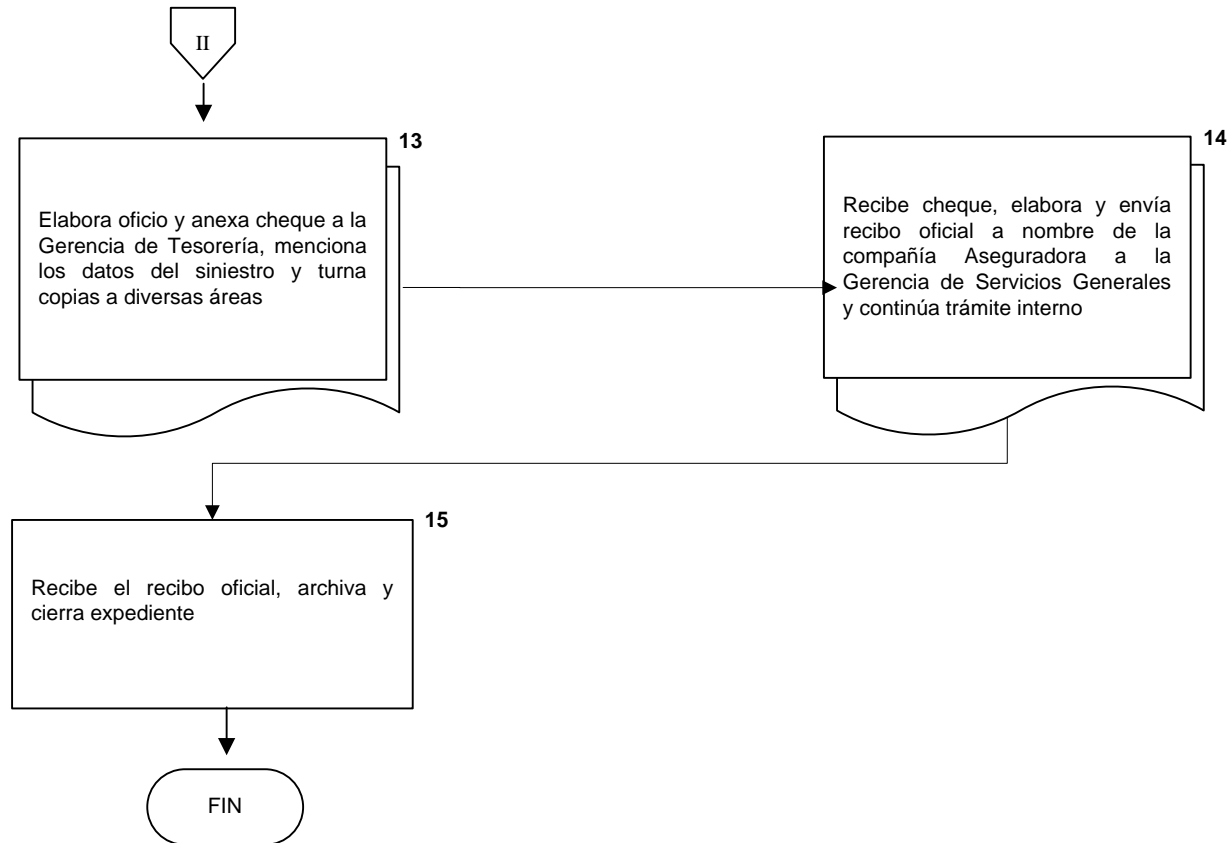 II
13
Elabora oficio y anexa cheque a la
Gerencia de Tesorería, menciona
los datos del siniestro y turna
copias a diversas áreas
14
Recibe cheque, elabora y envía
recibo oficial a nombre de la
compañía Aseguradora a la
Gerencia de Servicios Generales
y continúa trámite interno
15
Recibe el recibo oficial, archiva y
cierra expediente
FIN